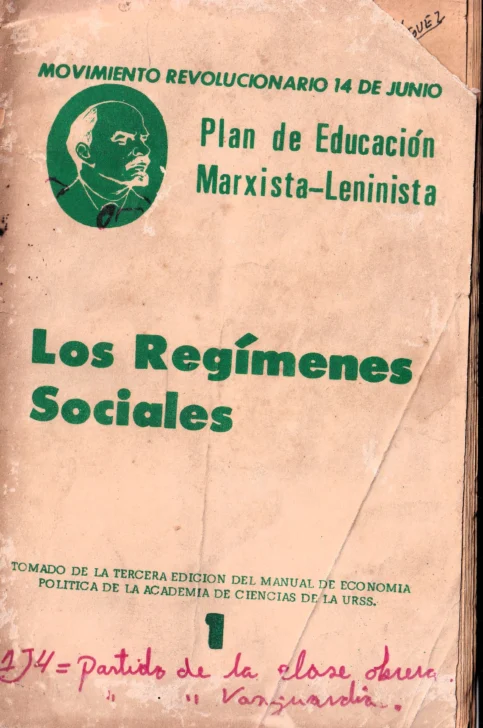 MOVIMIENTO REVOLUCIONARIO 14 DE JUNIO
Plan de Educación
Marxista-Leninista
Los Regímenes
Sociales
TOMADO DE LA TERCERA EDICION DEL MANUAL DE ECONOMIA
POLITICA DE LA ACADEMIA DE CIENCIAS DE LA URSS.
1
1J4 = Partido de la clase obrera.
" " Vanguardia.